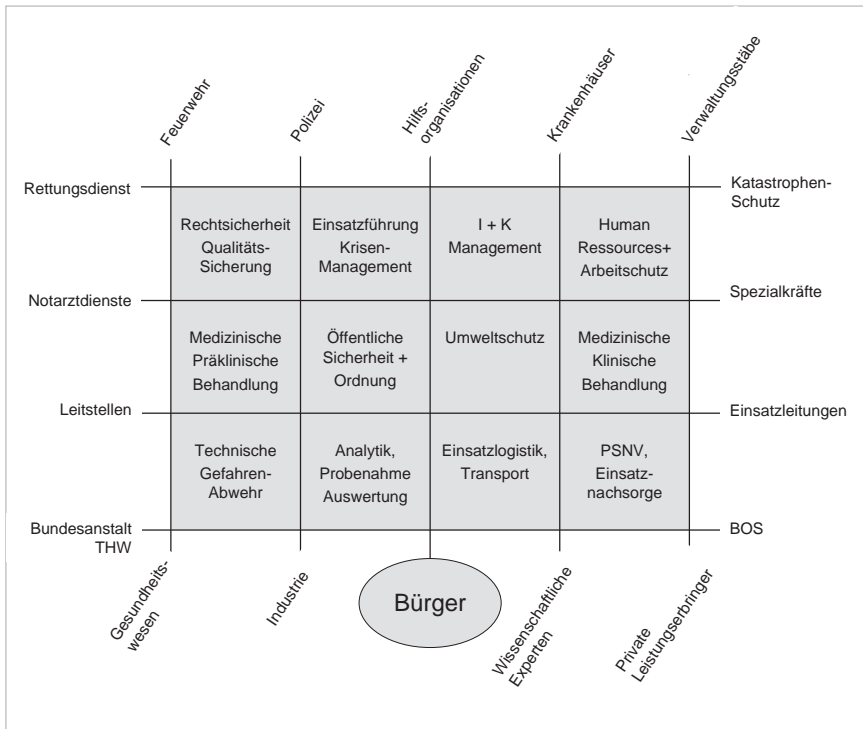 Feuerwehr
Polizei
Hilfs-
organisationen
Krankenhäuser
Verwaltungsstäbe
Rettungsdienst
Katastrophen-
Schutz
Rechtsicherheit
Qualitäts-
Sicherung
Einsatzführung
Krisen-
Management
I + K
Management
Human
Ressources+
Arbeitschutz
Notarztdienste
Spezialkräfte
Medizinische
Präklinische
Behandlung
Öffentliche
Sicherheit +
Ordnung
Umweltschutz
Medizinische
Klinische
Behandlung
Leitstellen
Einsatzleitungen
Technische
Gefahren-
Abwehr
Analytik,
Probenahme
Auswertung
Einsatzlogistik,
Transport
PSNV,
Einsatz-
nachsorge
Bundesanstalt
THW
BOS
Gesundheits-
wesen
Industrie
Bürger
Wissenschaftliche
Experten
Private
Leistungserbringer